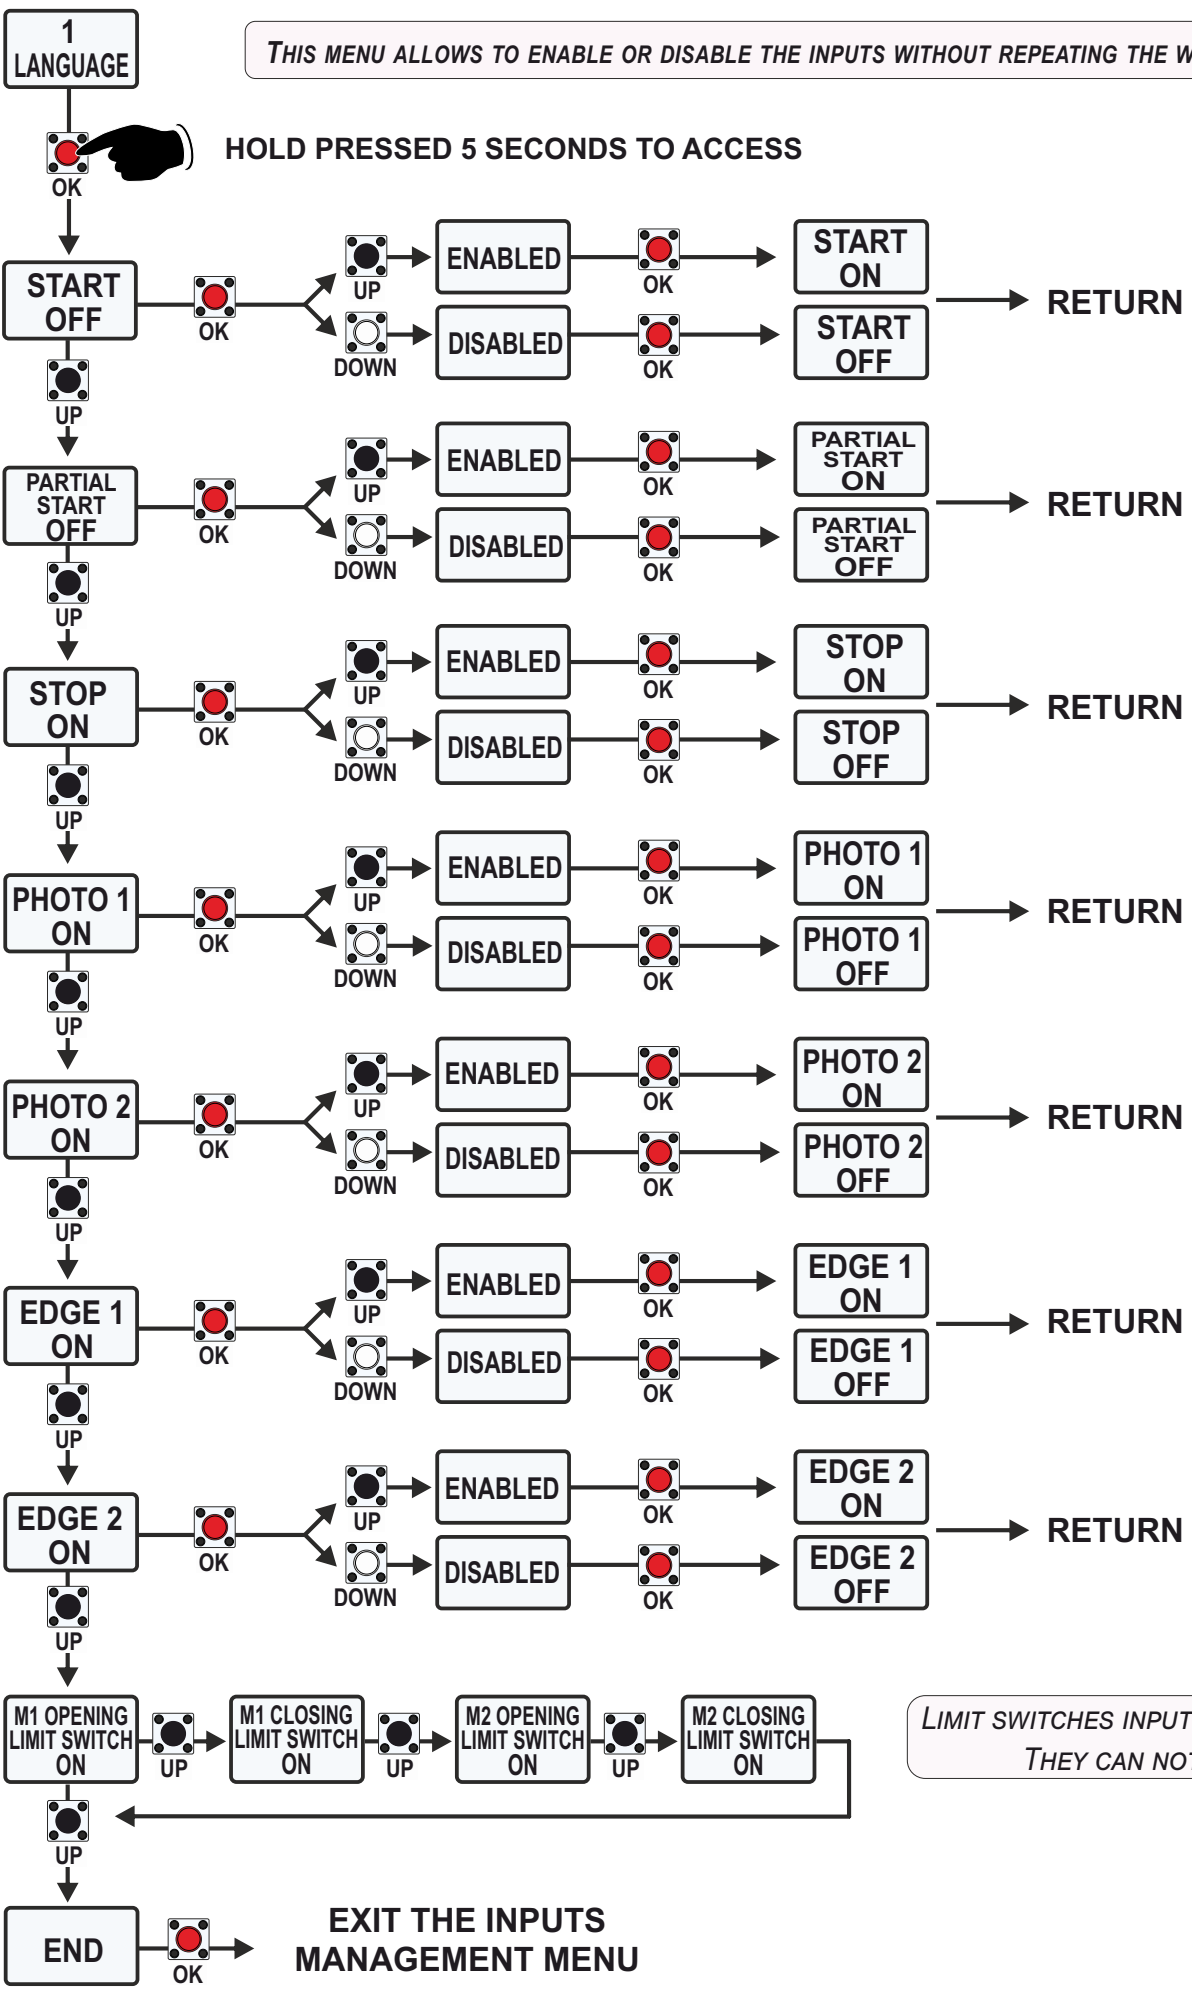 1
LANGUAGE
THIS MENU ALLOWS TO ENABLE OR DISABLE THE INPUTS WITHOUT REPEATING THE
HOLD PRESSED 5 SECONDS TO ACCESS
OK
START
OFF
OK
UP
DOWN
ENABLED
DISABLED
OK
OK
START
ON
START
OFF
RETURN
UP
PARTIAL
START
OFF
OK
UP
DOWN
ENABLED
DISABLED
OK
OK
PARTIAL
START
ON
PARTIAL
START
OFF
RETURN
UP
STOP
ON
OK
UP
DOWN
ENABLED
DISABLED
OK
OK
STOP
ON
STOP
OFF
RETURN
UP
PHOTO 1
ON
OK
UP
DOWN
ENABLED
DISABLED
OK
OK
PHOTO 1
ON
PHOTO 1
OFF
RETURN
UP
PHOTO 2
ON
OK
UP
DOWN
ENABLED
DISABLED
OK
OK
PHOTO 2
ON
PHOTO 2
OFF
RETURN
UP
EDGE 1
ON
OK
UP
DOWN
ENABLED
DISABLED
OK
OK
EDGE 1
ON
EDGE 1
OFF
RETURN
UP
EDGE 2
ON
OK
UP
DOWN
ENABLED
DISABLED
OK
OK
EDGE 2
ON
EDGE 2
OFF
RETURN
UP
M1 OPENING
LIMIT SWITCH
ON
UP
M1 CLOSING
LIMIT SWITCH
ON
UP
M2 OPENING
LIMIT SWITCH
ON
UP
M2 CLOSING
LIMIT SWITCH
ON
LIMIT SWITCHES INPUT
THEY CAN NOT
UP
END
OK
EXIT THE INPUTS
MANAGEMENT MENU